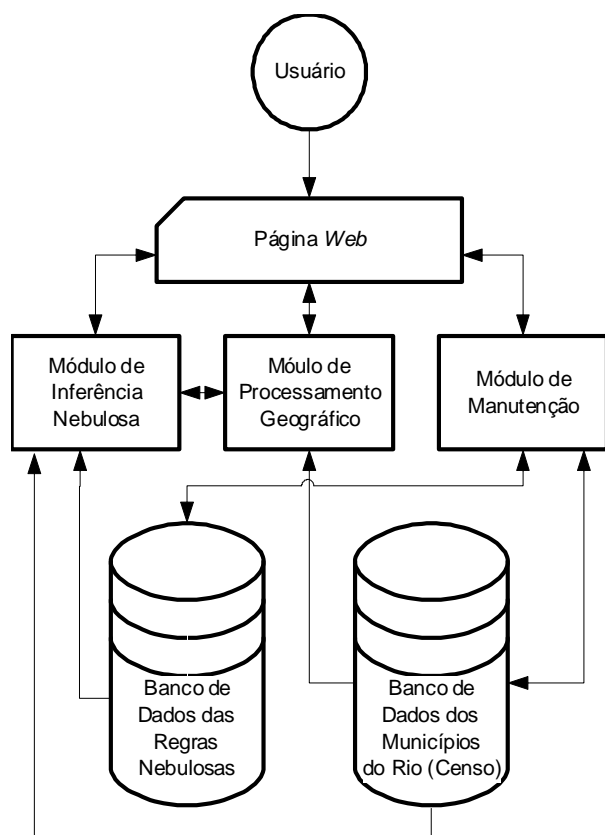 Usuário
Página Web
Módulo de
Inferência
Nebulosa
Móulo de
Processamento
Geográfico
Módulo de
Manutenção
Banco de
Dados das
Regras
Nebulosas
Banco de
Dados dos
Municípios
do Rio (Censo)